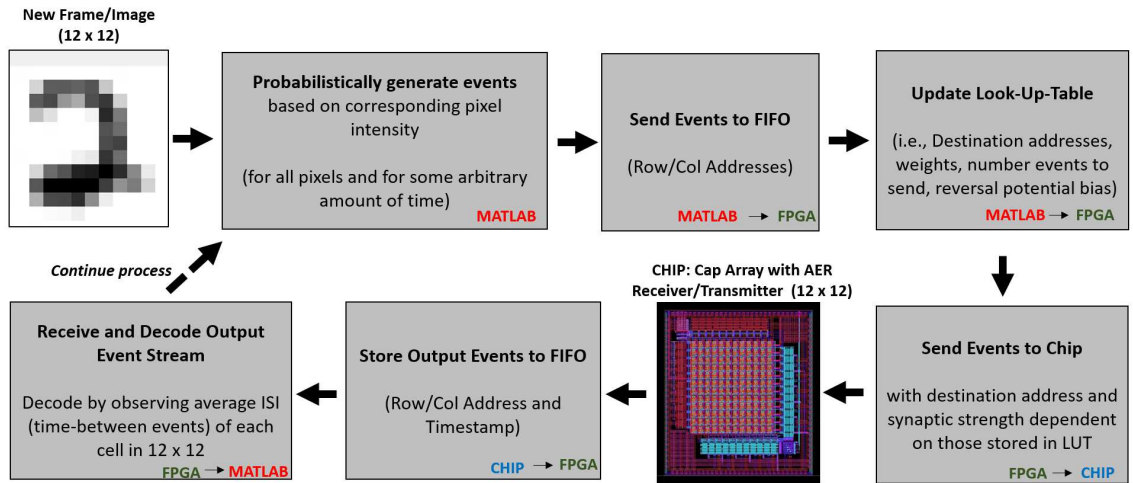 New Frame/Image
(12 x 12)
Probabilistically generate events
based on corresponding pixel
intensity
(for all pixels and for some arbitrary
amount of time)
MATLAB
Send Events to FIFO
(Row/Col Addresses)
MATLAB → FPGA
Update Look-Up-Table
(i.e., Destination addresses,
weights, number events to
send, reversal potential bias)
MATLAB → FPGA
Send Events to Chip
with destination address and
synaptic strength dependent
on those stored in LUT
FPGA → CHIP
CHIP: Cap Array with AER
Receiver/Transmitter (12 x 12)
Store Output Events to FIFO
(Row/Col Address and
Timestamp)
CHIP → FPGA
Receive and Decode Output
Event Stream
Decode by observing average ISI
(time-between events) of each
cell in 12 x 12
FPGA → MATLAB
Continue process